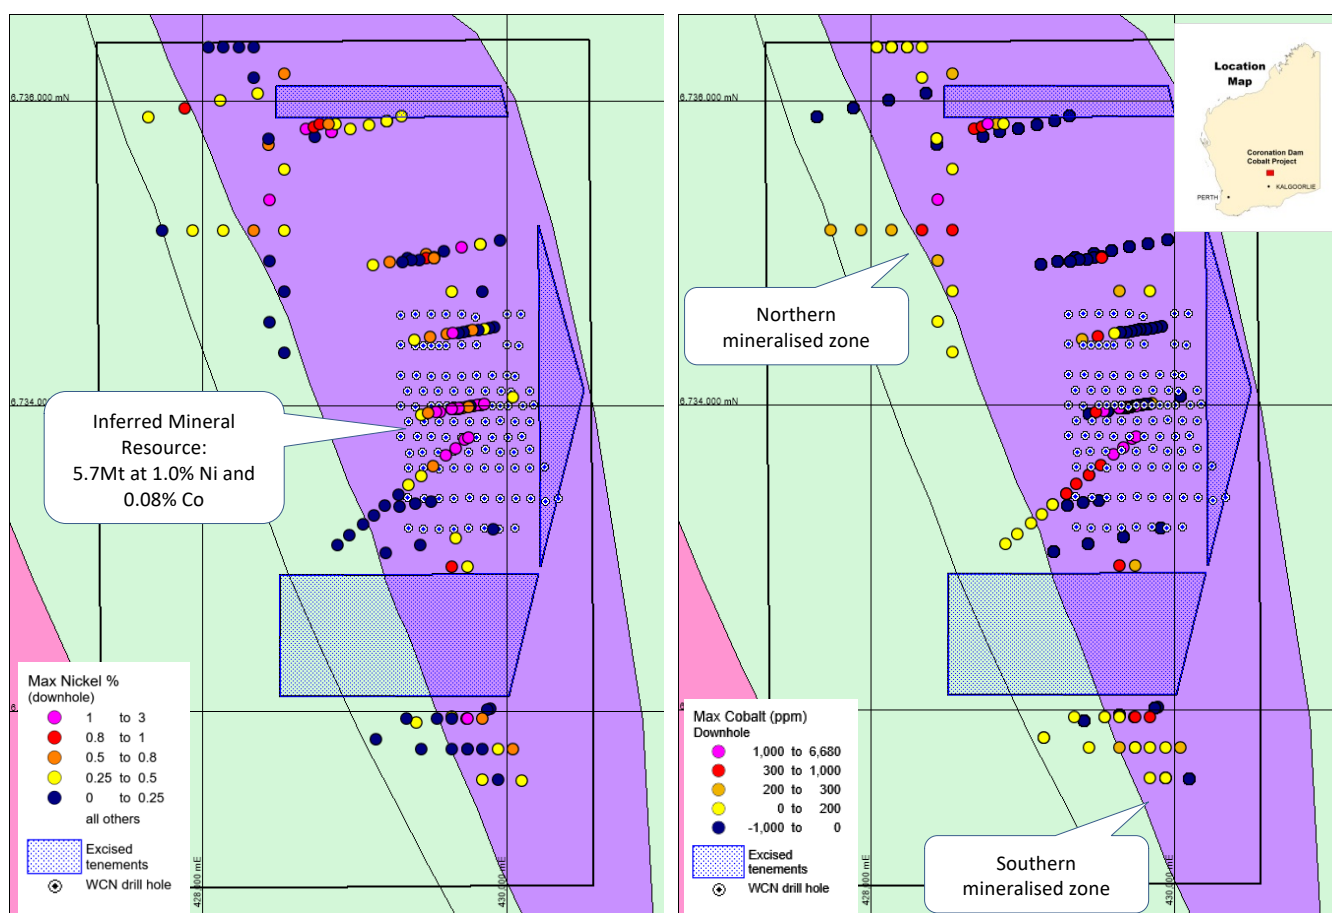 6,736,000 mN
6,734,000 mN
6,
428,000 mE
430,000 mE
Inferred Mineral
Resource:
5.7Mt at 1.0% Ni and
0.08% Co
Max Nickel %
(downhole)
1 to 3
0.8 to 1
0.5 to 0.8
0.25 to 0.5
0 to 0.25
all others
Excised
tenements
WCN drill hole
6,736,000 mN
6,734,000 mN
6,
428,000 mE
430,000 mE
Location
Map
Coronation Dam
Cobalt Project
KALGOORLIE
PERTH
Northern
mineralised zone
Max Cobalt (ppm)
Downhole
1,000 to 6,680
300 to 1,000
200 to 300
0 to 200
-1,000 to 0
Excised
tenements
WCN drill hole
Southern
mineralised zone